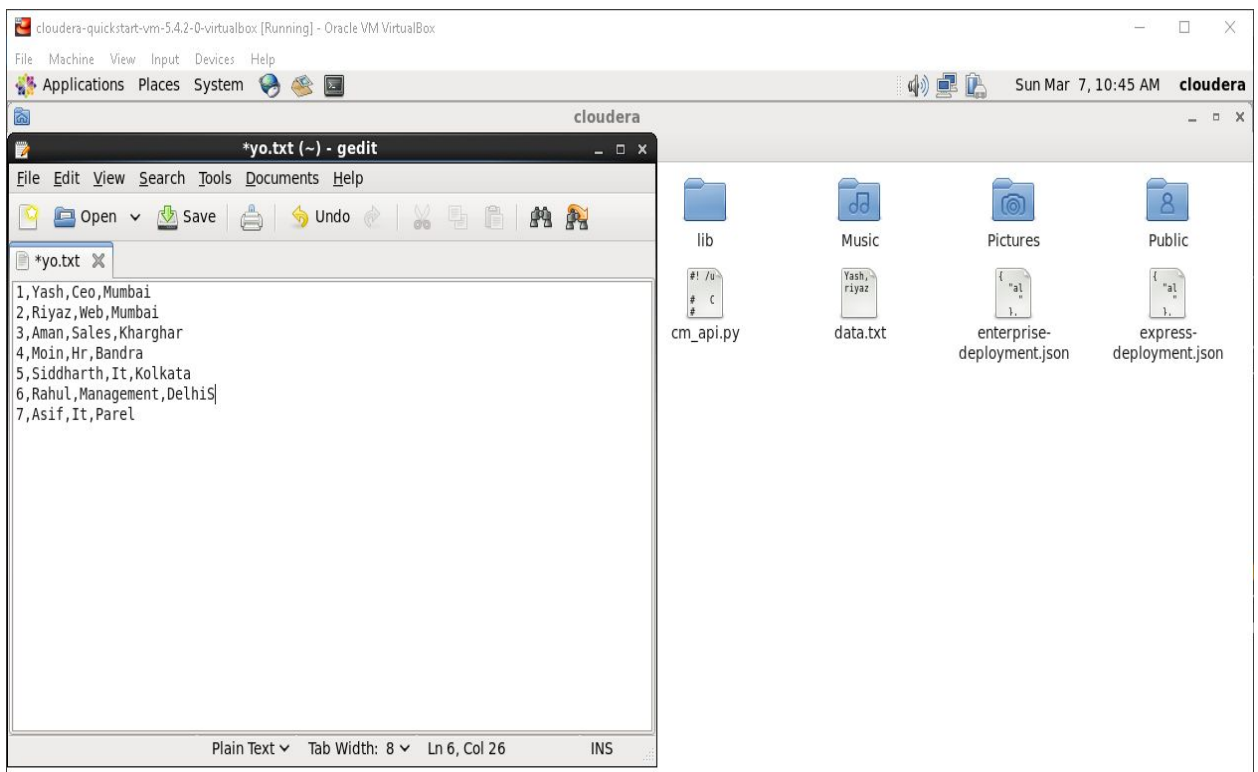 cloudera-quickstart-vm-5.4.2-0-virtualbox [Running] - Oracle VM VirtualBox
File Machine View Input Devices Help
Applications Places System
Sun Mar 7, 10:45 AM cloudera
cloudera
*yo.txt (~) - gedit
File Edit View Search Tools Documents Help
Open Save Undo
*yo.txt
1,Yash,Ceo,Mumbai
2,Riyaz,Web,Mumbai
3,Aman,Sales,Kharghar
4,Moin,Hr,Bandra
5,Siddharth,It,Kolkata
6,Rahul,Management,DelhiS
7,Asif,It,Parel
Plain Text Tab Width: 8 Ln 6, Col 26 INS
lib Music Pictures Public
#! /u
# C
#
Yash,
riyaz
{
"al
"
},
{
"al
"
},
cm_api.py data.txt enterprise-deployment.json express-deployment.json